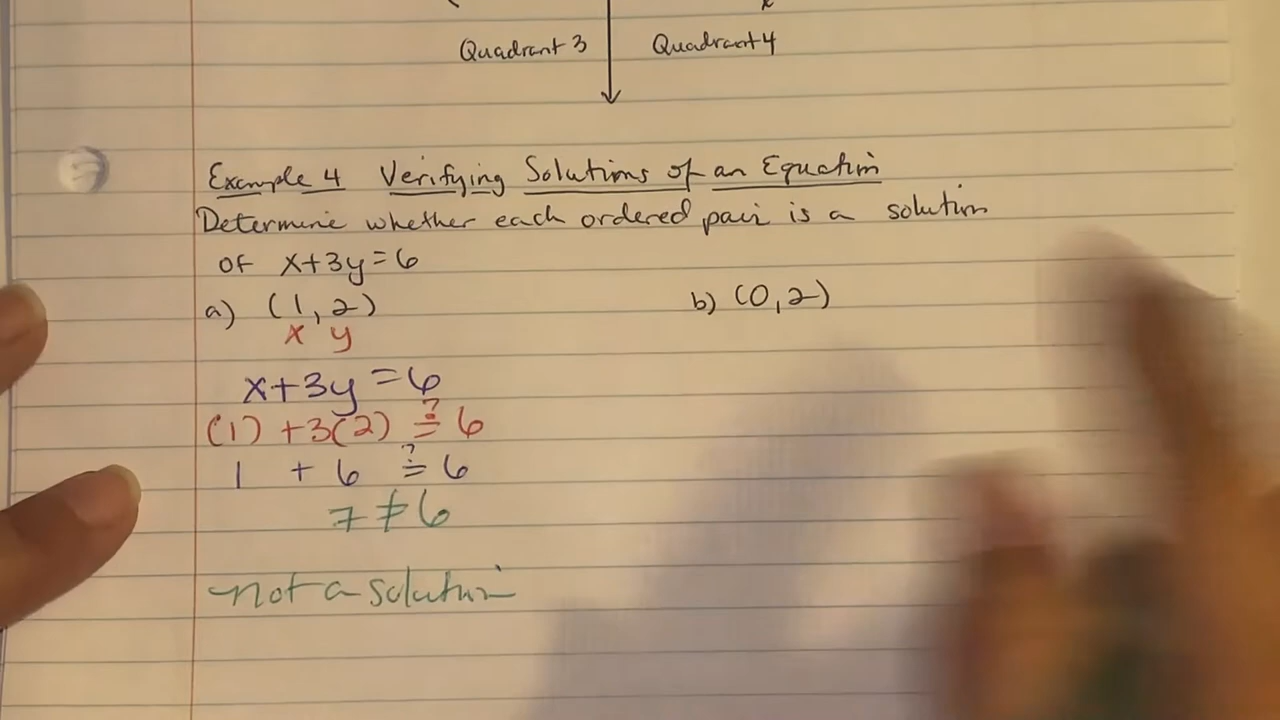 Quadrant 3 Quadrant 4
Example 4 Verifying Solutions of an Equation
Determine whether each ordered pair is a solution
of x+3y=6
a) (1,2) b) (0,2)
x y
x+3y=6
(1) +3(2) ≟ 6
1 + 6 ≟ 6
7 ≠ 6
not a solution